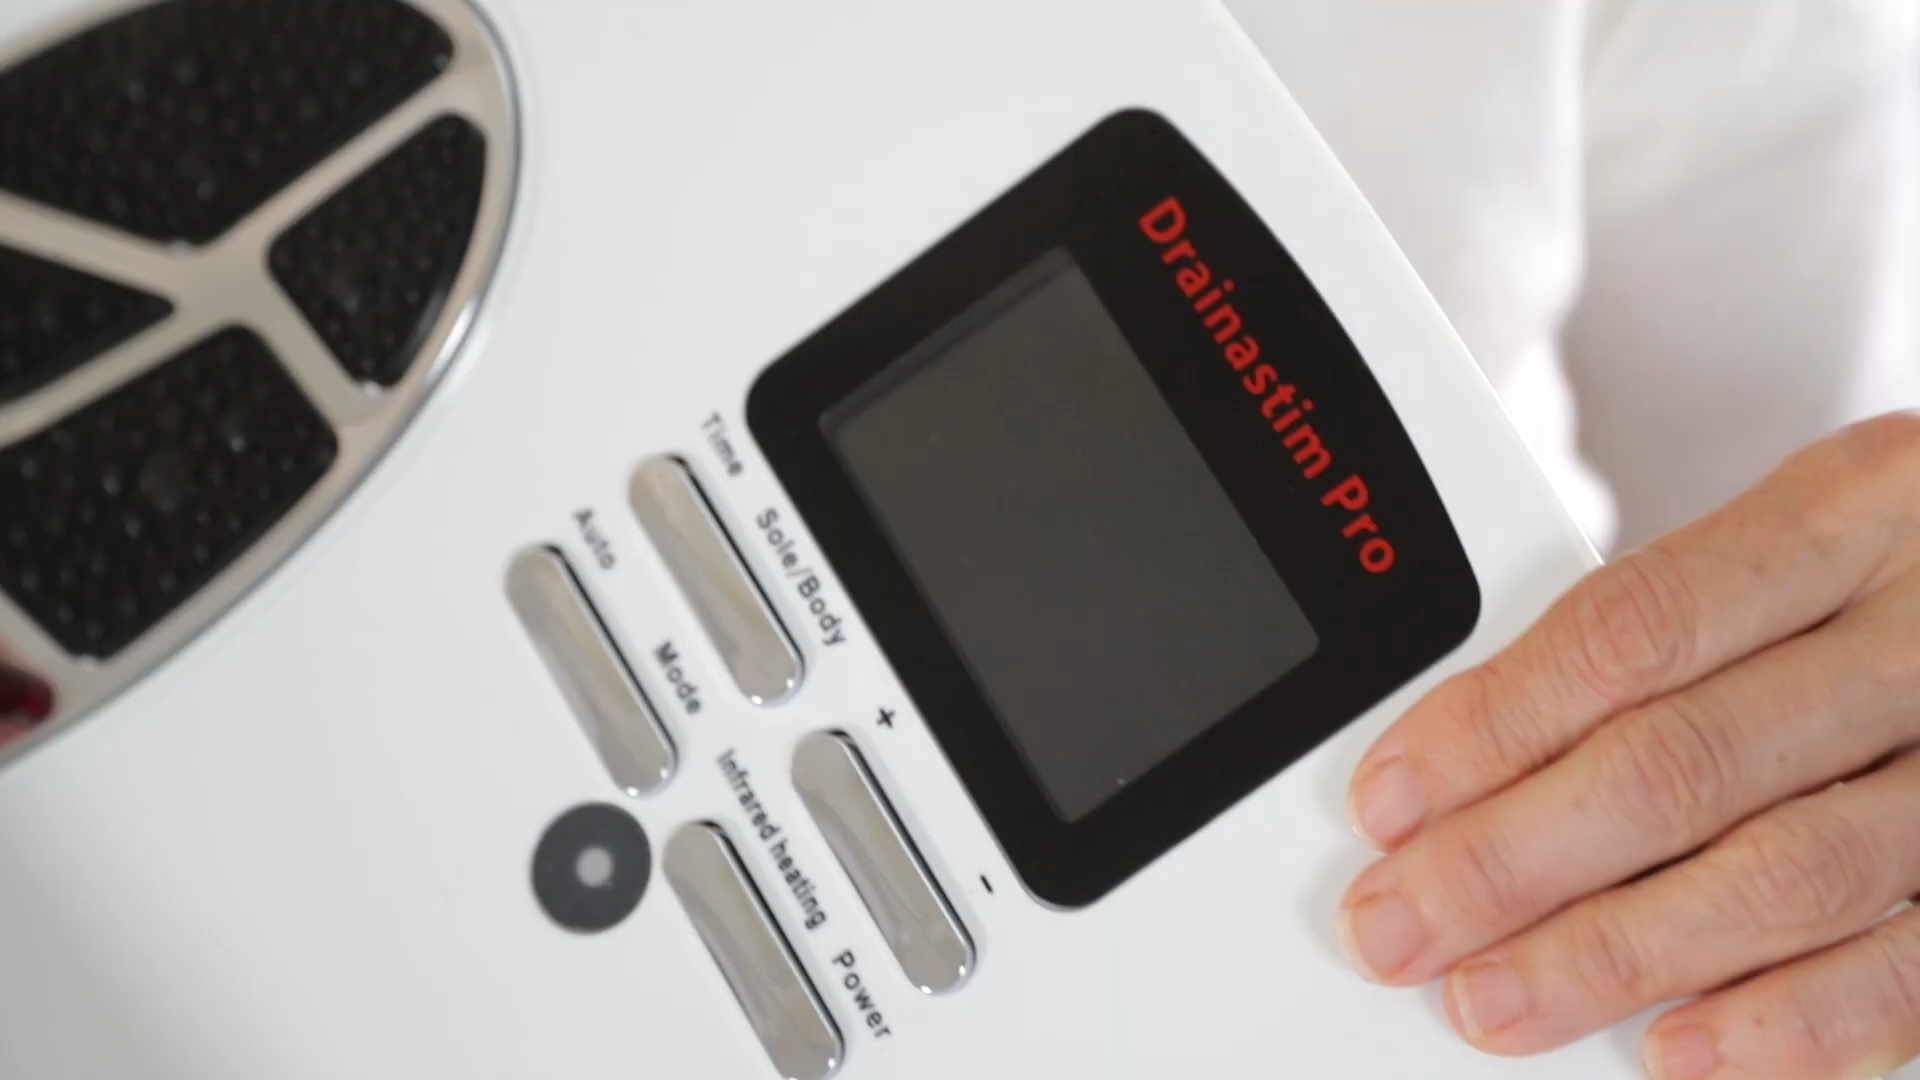 Drainastim Pro
Time
Sole/Body
+
-
Auto
Mode
Infrared heating
Power